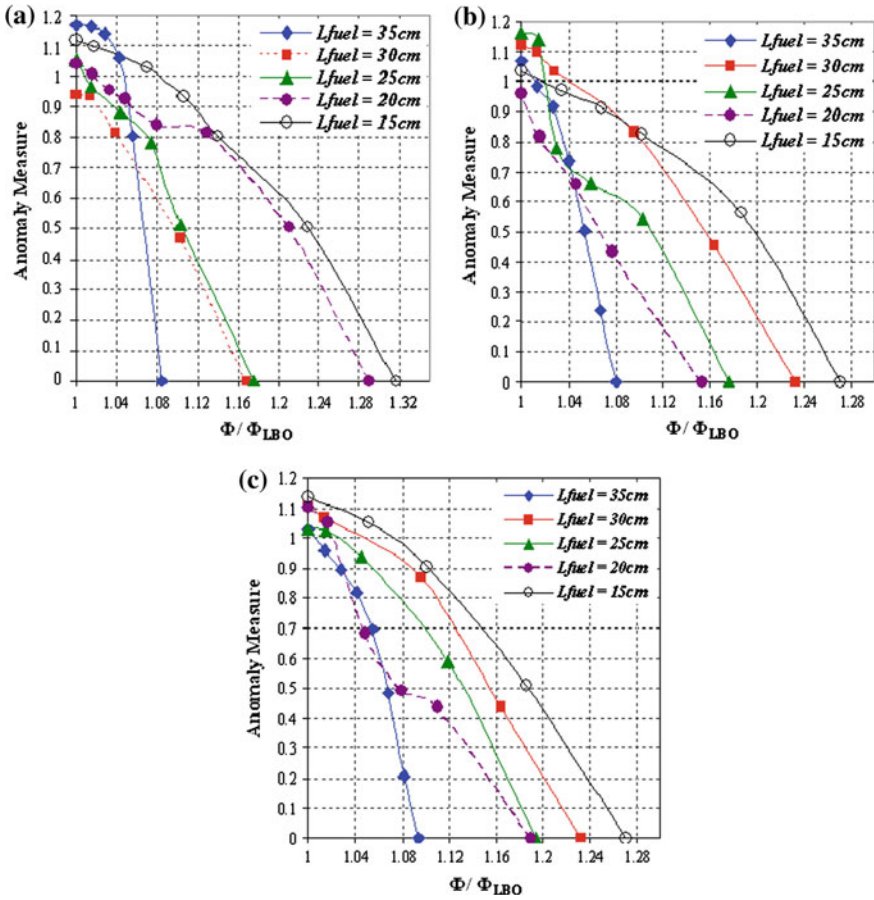 (a)
Lfuel = 35cm
Lfuel = 30cm
Lfuel = 25cm
Lfuel = 20cm
Lfuel = 15cm
Anomaly Measure
1.2
1.1
1
0.9
0.8
0.7
0.6
0.5
0.4
0.3
0.2
0.1
0
1 1.04 1.08 1.12 1.16 1.2 1.24 1.28 1.32
Φ/ΦLBO
(b)
Lfuel = 35cm
Lfuel = 30cm
Lfuel = 25cm
Lfuel = 20cm
Lfuel = 15cm
Anomaly Measure
1.2
1.1
1
0.9
0.8
0.7
0.6
0.5
0.4
0.3
0.2
0.1
0
1 1.04 1.08 1.12 1.16 1.2 1.24 1.28
Φ/ΦLBO
(c)
Lfuel = 35cm
Lfuel = 30cm
Lfuel = 25cm
Lfuel = 20cm
Lfuel = 15cm
Anomaly Measure
1.2
1.1
1
0.9
0.8
0.7
0.6
0.5
0.4
0.3
0.2
0.1
0
1 1.04 1.08 1.12 1.16 1.2 1.24 1.28
Φ/ΦLBO